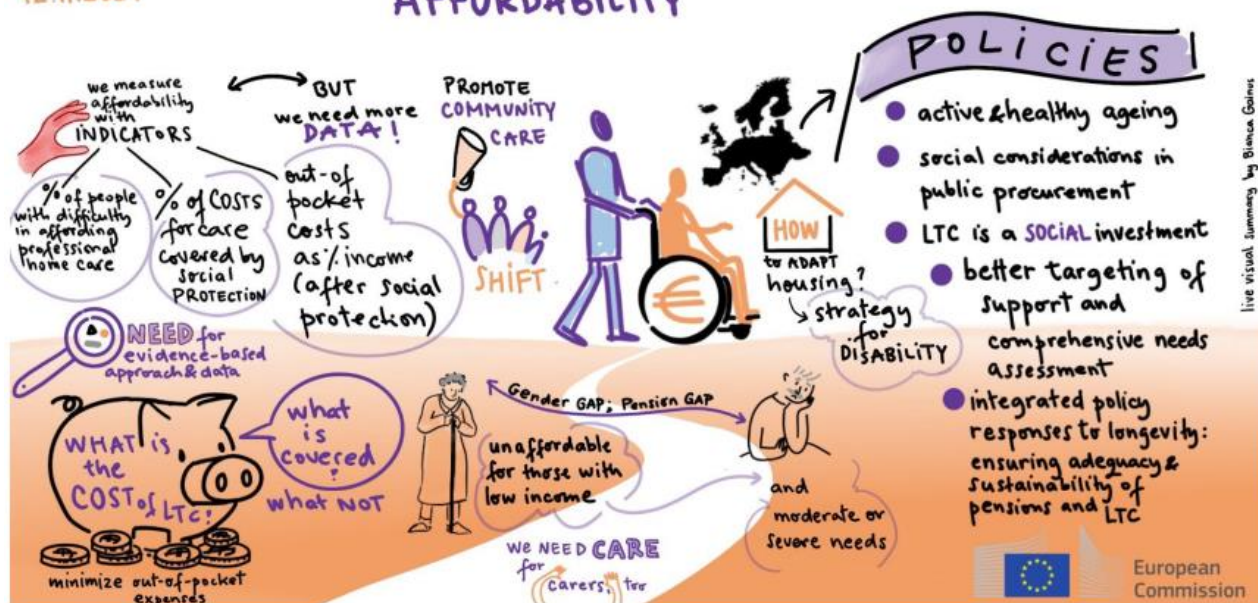 AFFORDABILITY
we measure
affordability
with
INDICATORS
% of people
with difficulty
in affording
professional
home care
% of COSTS
for care
covered by
social
PROTECTION
BUT
we need more
DATA!
out-of
pocket
costs
as % income
(after social
protection)
PROMOTE
COMMUNITY
CARE
SHIFT
HOW
to ADAPT
housing?
strategy
for
DISABILITY
POLICIES
active & healthy ageing
social considerations in
public procurement
LTC is a SOCIAL investment
better targeting of
support and
comprehensive needs
assessment
integrated policy
responses to longevity:
ensuring adequacy &
sustainability of
pensions and LTC
NEED for
evidence-based
approach & data
WHAT is
the
COST of LTC?
what
is
covered?
what NOT
minimize out-of-pocket
expenses
Gender GAP; Pension GAP
unaffordable
for those with
low income
and
moderate or
severe needs
WE NEED CARE
for
carers, too
€
live visual summary by Bianca
European
Commission